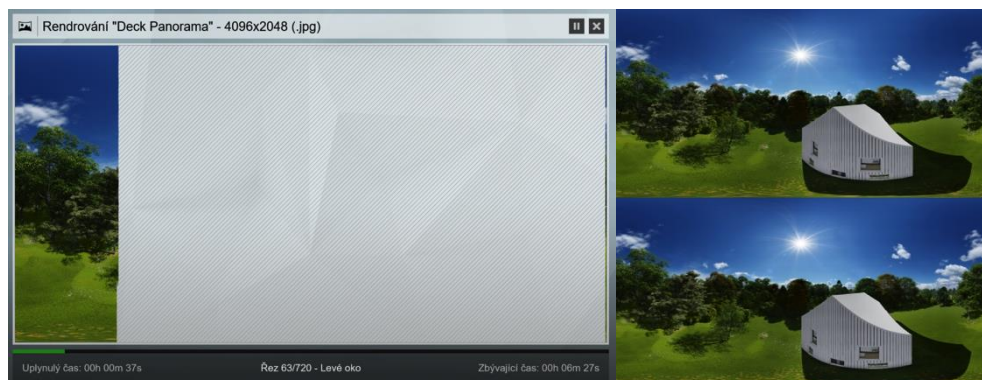 Rendrování "Deck Panorama" - 4096x2048 (.jpg)
Uplynulý čas: 00h 00m 37s
Řez 63/720 - Levé oko
Zbývající čas: 00h 06m 27s